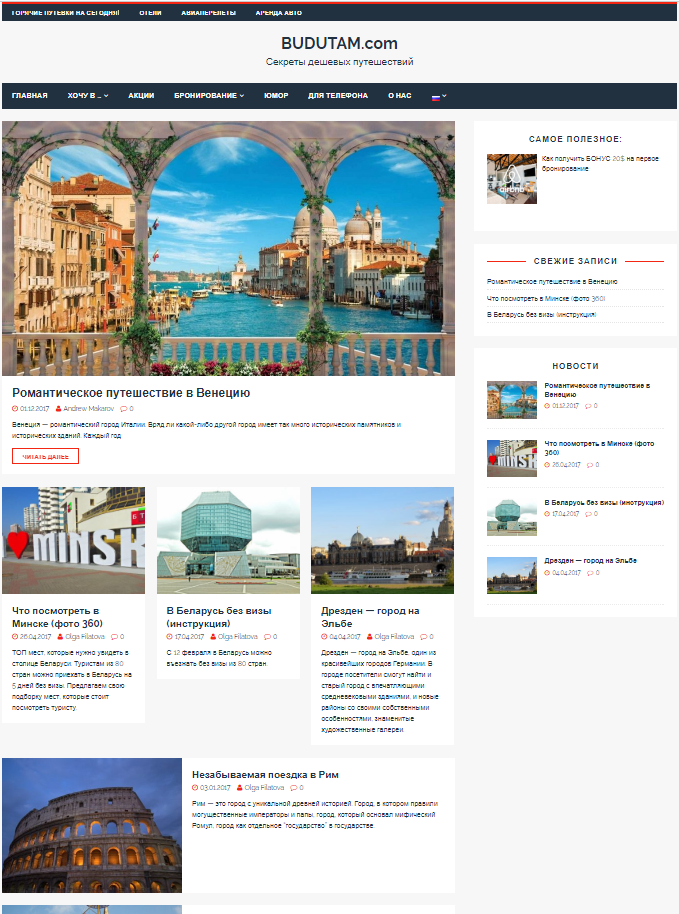 ГОРЯЧИЕ ПУТЕВКИ НА СЕГОДНЯ! ОТЕЛИ АВИАПЕРЕЛЕТЫ АРЕНДА АВТО
BUDUTAM.com
Секреты дешевых путешествий
ГЛАВНАЯ ХОЧУ В ... АКЦИИ БРОНИРОВАНИЕ ЮМОР ДЛЯ ТЕЛЕФОНА О НАС
Романтическое путешествие в Венецию
01.12.2017 Andrew Makarov 0
Венеция — романтический город Италии. Вряд ли какой-либо другой город имеет так много исторических памятников и
исторических зданий. Каждый год
ЧИТАТЬ ДАЛЕЕ
MINSK
Что посмотреть в
Минске (фото 360)
26.04.2017 Olga Filatova 0
ТОП мест, которые нужно увидеть в
столице Беларуси. Туристам из 80
стран можно приехать в Беларусь на
5 дней без визы. Предлагаем свою
подборку мест, которые стоит
посмотреть туристу.
В Беларусь без визы
(инструкция)
17.04.2017 Olga Filatova 0
С 12 февраля в Беларусь можно
въезжать без визы из 80 стран.
Дрезден — город на
Эльбе
04.04.2017 Olga Filatova 0
Дрезден — город на Эльбе, один из
красивейших городов Германии. В
городе посетители смогут найти и
старый город с впечатляющими
средневековыми зданиями, и новые
районы со своими собственными
особенностями, знаменитые
художественные галереи.
Незабываемая поездка в Рим
03.01.2017 Olga Filatova 0
Рим — это город с уникальной древней историей. Город, в котором правили
могущественные императоры и папы, город, который основал мифический
Ромул, город как отдельное "государство" в государстве.
САМОЕ ПОЛЕЗНОЕ:
airbnb
Как получить БОНУС 20$ на первое
бронирование
СВЕЖИЕ ЗАПИСИ
Романтическое путешествие в Венецию
Что посмотреть в Минске (фото 360)
В Беларусь без визы (инструкция)
НОВОСТИ
Романтическое путешествие в
Венецию
01.12.2017 0
MINSK
Что посмотреть в Минске (фото
360)
26.04.2017 0
В Беларусь без визы (инструкция)
17.04.2017 0
Дрезден — город на Эльбе
04.04.2017 0